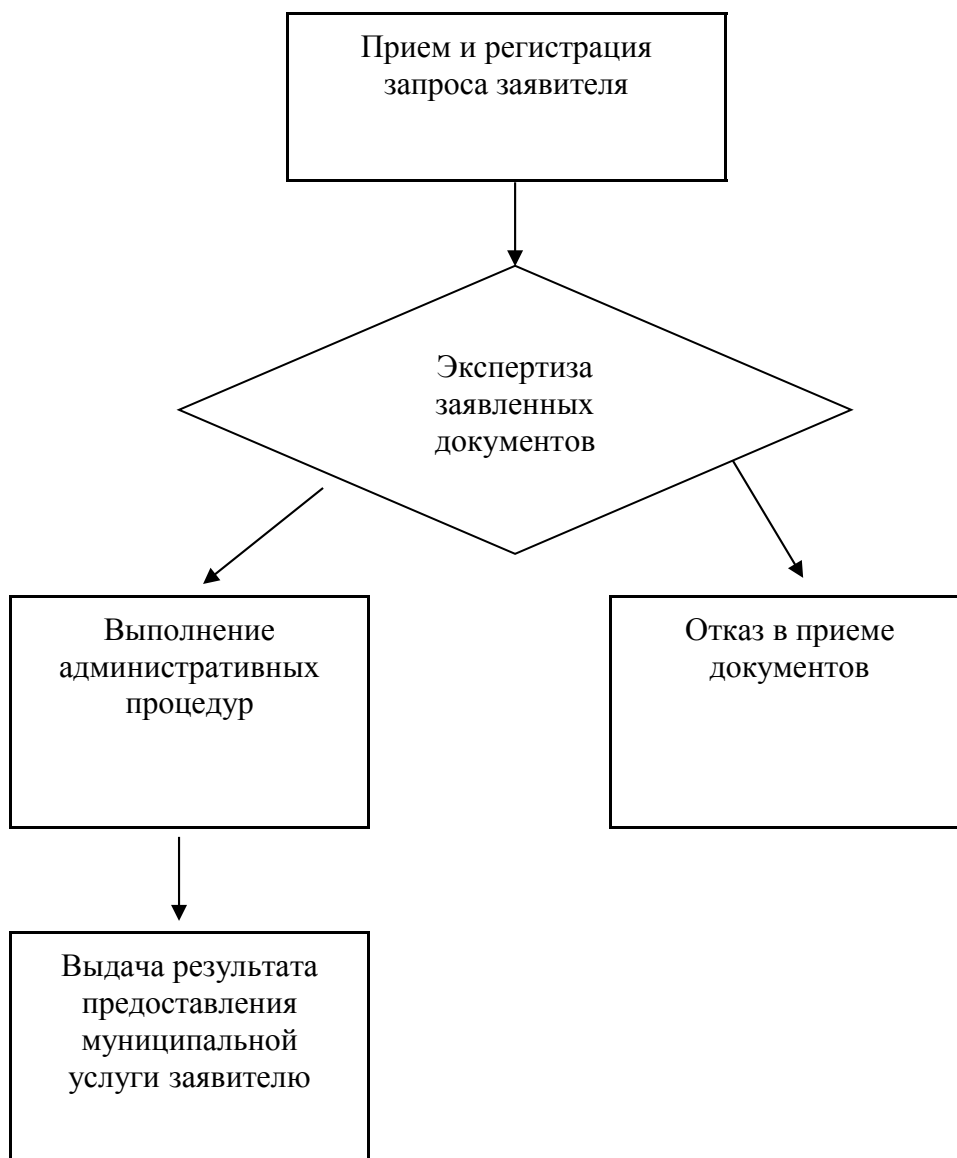 Прием и регистрация
запроса заявителя
Экспертиза
заявленных
документов
Выполнение
административных
процедур
Отказ в приеме
документов
Выдача результата
предоставления
муниципальной
услуги заявителю